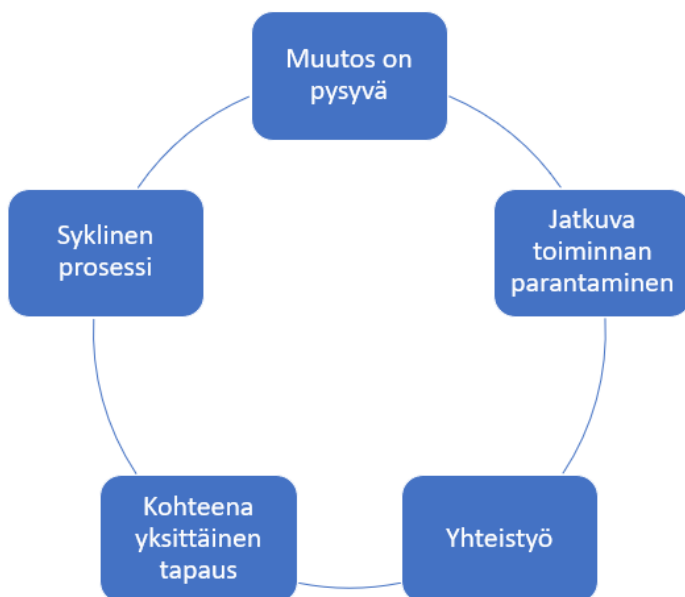 Muutos on
pysyvä
Jatkuva
toiminnan
parantaminen
Yhteistyö
Kohteena
yksittäinen
tapaus
Syklinen
prosessi